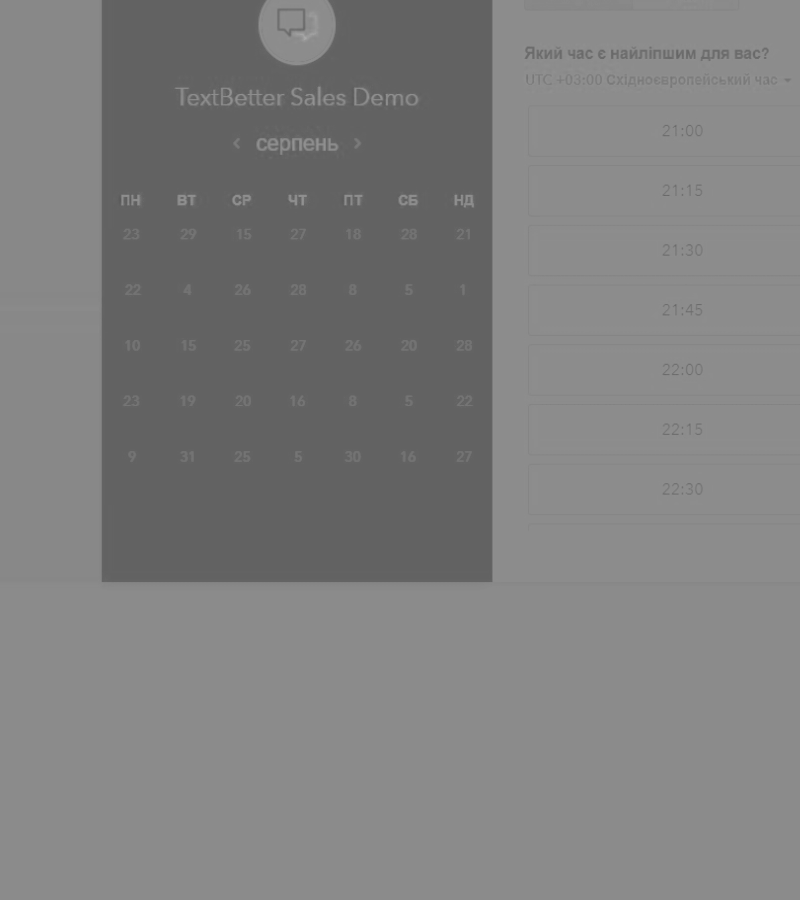 TextBetter Sales Demo
‹ серпень ›
ПН ВТ СР ЧТ ПТ СБ НД
23 29 15 27 18 28 21
22 4 26 28 8 5 1
10 15 25 27 26 20 28
23 19 20 16 8 5 22
9 31 25 5 30 16 27
Який час є найліпшим для вас?
UTC +03:00 Східноєвропейський час
21:00
21:15
21:30
21:45
22:00
22:15
22:30